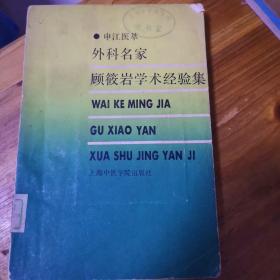 ●申江医萃
外科名家
顾筱岩学术经验集
WAI KE MING JIA
GU XIAO YAN
XUA SHU JING YAN JI
上海中医学院出版社